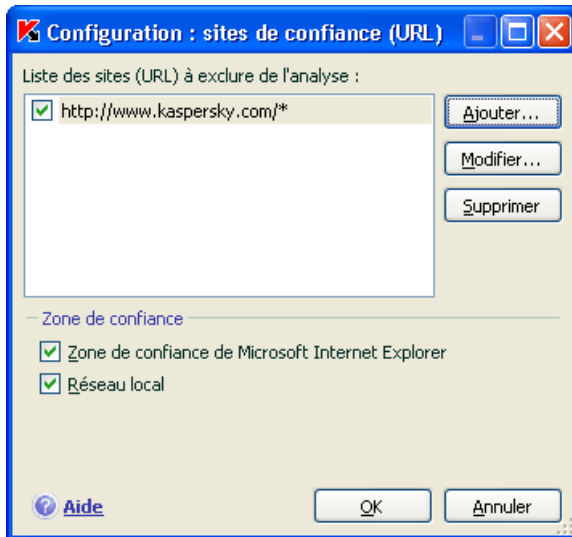 Configuration : sites de confiance (URL)
Liste des sites (URL) à exclure de l'analyse :
http://www.kaspersky.com/*
Ajouter...
Modifier...
Supprimer
Zone de confiance
Zone de confiance de Microsoft Internet Explorer
Réseau local
Aide
OK
Annuler